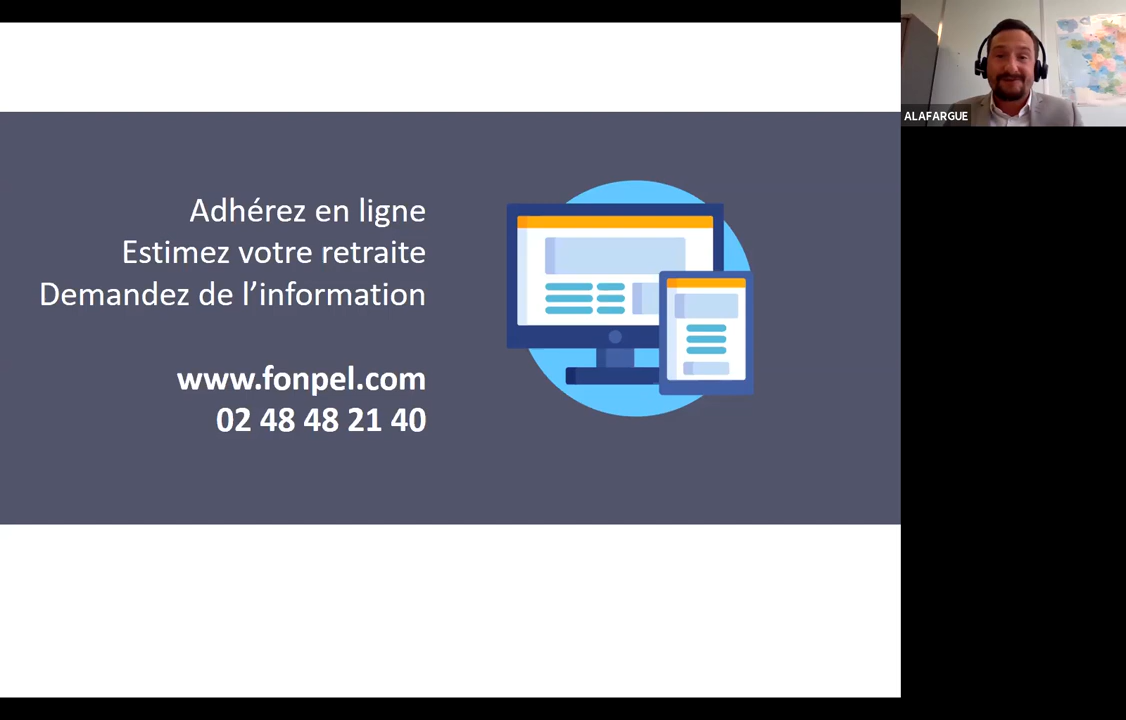 Adhérez en ligne
Estimez votre retraite
Demandez de l’information
www.fonpel.com
02 48 48 21 40
ALAFARGUE